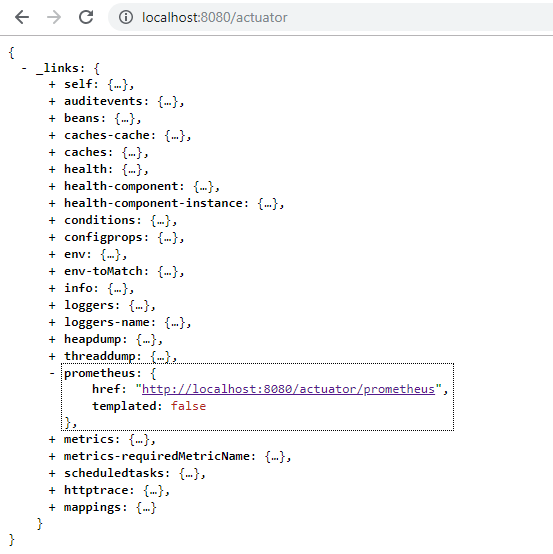 localhost:8080/actuator
{
- _links: {
+ self: {…},
+ auditevents: {…},
+ beans: {…},
+ caches-cache: {…},
+ caches: {…},
+ health: {…},
+ health-component: {…},
+ health-component-instance: {…},
+ conditions: {…},
+ configprops: {…},
+ env: {…},
+ env-toMatch: {…},
+ info: {…},
+ loggers: {…},
+ loggers-name: {…},
+ heapdump: {…},
+ threaddump: {…},
- prometheus: {
href: "http://localhost:8080/actuator/prometheus",
templated: false
},
+ metrics: {…},
+ metrics-requiredMetricName: {…},
+ scheduledtasks: {…},
+ httptrace: {…},
+ mappings: {…}
}
}